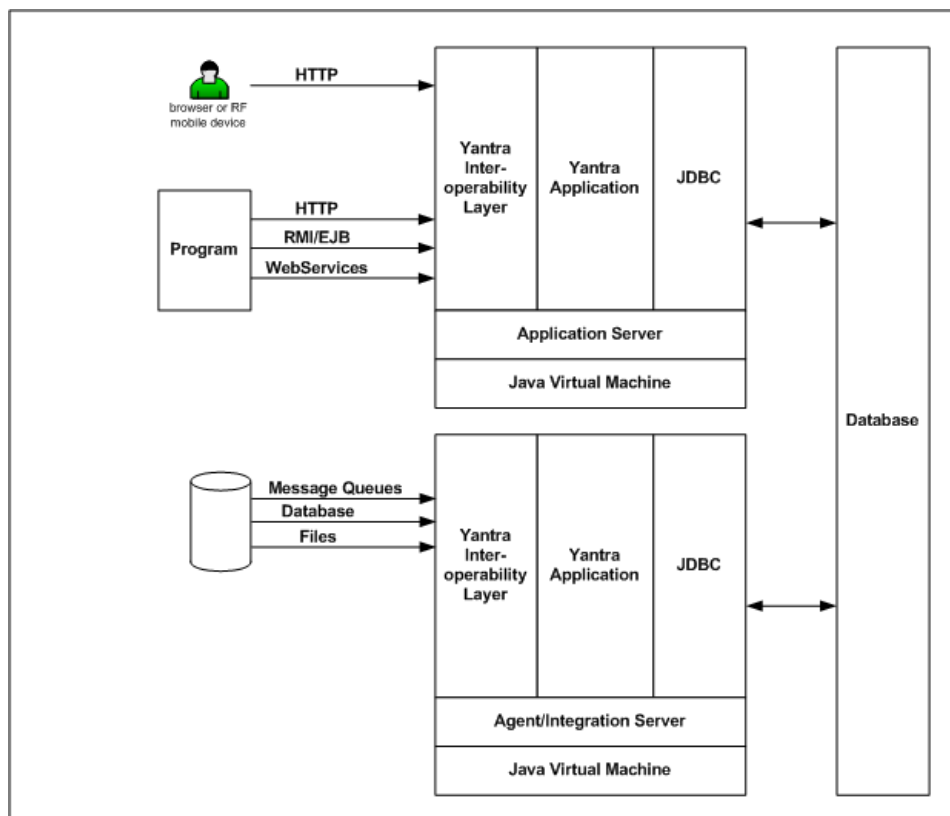 HTTP
browser or RF
mobile device
Program
HTTP
RMI/EJB
WebServices
Yantra
Inter-
operability
Layer
Yantra
Application
JDBC
Application Server
Java Virtual Machine
Database
Message Queues
Database
Files
Yantra
Inter-
operability
Layer
Yantra
Application
JDBC
Agent/Integration Server
Java Virtual Machine